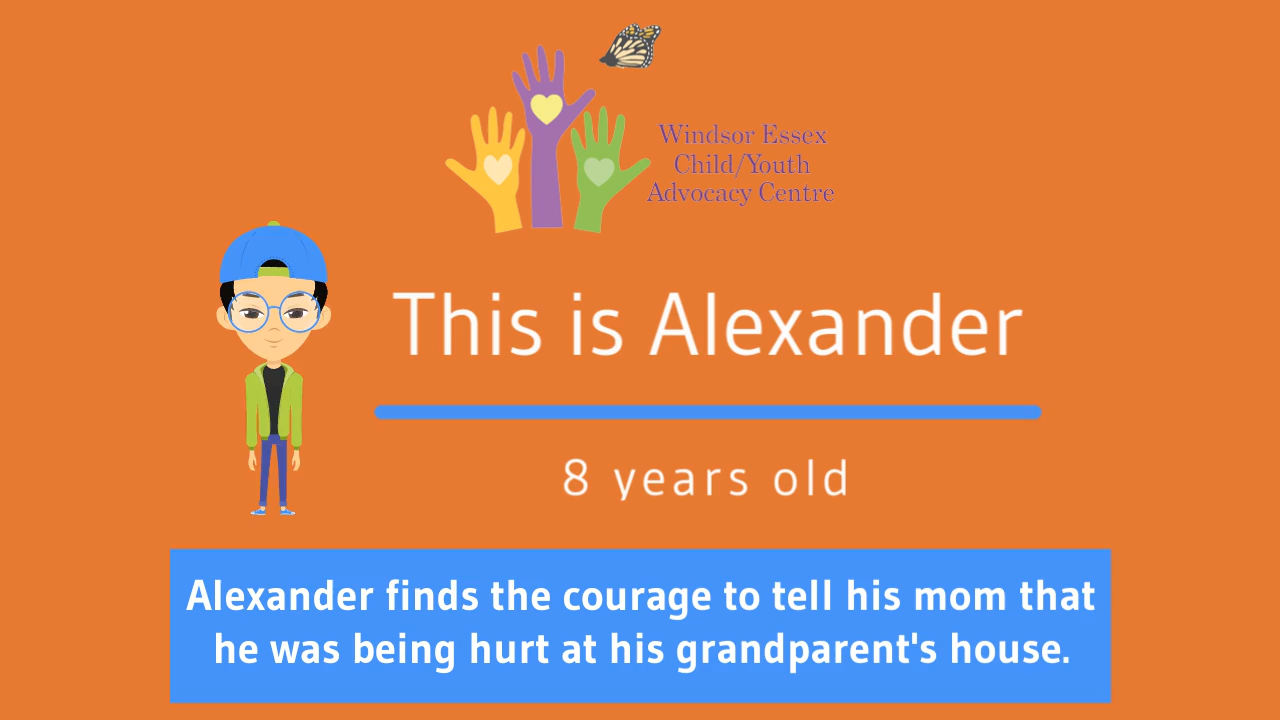 Windsor Essex
Child/Youth
Advocacy Centre
This is Alexander
8 years old
Alexander finds the courage to tell his mom that
he was being hurt at his grandparent's house.